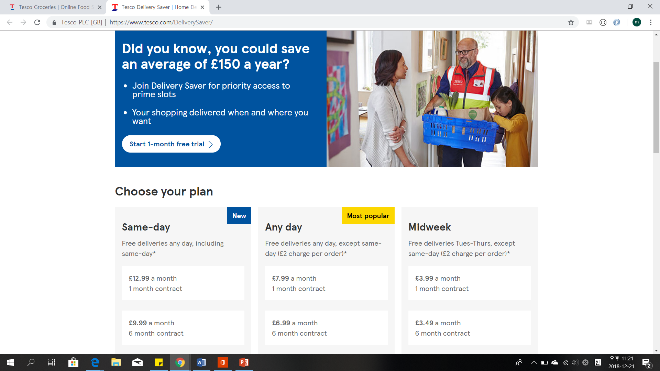 Tesco Groceries | Online Food
Tesco Delivery Saver | Home De
Tesco PLC [GB] | https://www.tesco.com/DeliverySaver/
Did you know, you could save
an average of £150 a year?
• Join Delivery Saver for priority access to
prime slots
• Your shopping delivered when and where you
want
Start 1-month free trial
Choose your plan
New
Same-day
Free deliveries any day, including
same-day*
£12.99 a month
1 month contract
£9.99 a month
6 month contract
Most popular
Any day
Free deliveries any day, except same-
day (£2 charge per order)*
£7.99 a month
1 month contract
£6.99 a month
6 month contract
Midweek
Free deliveries Tues-Thurs, except
same-day (£2 charge per order)*
£3.99 a month
1 month contract
£3.49 a month
6 month contract
11:21
2018-12-21